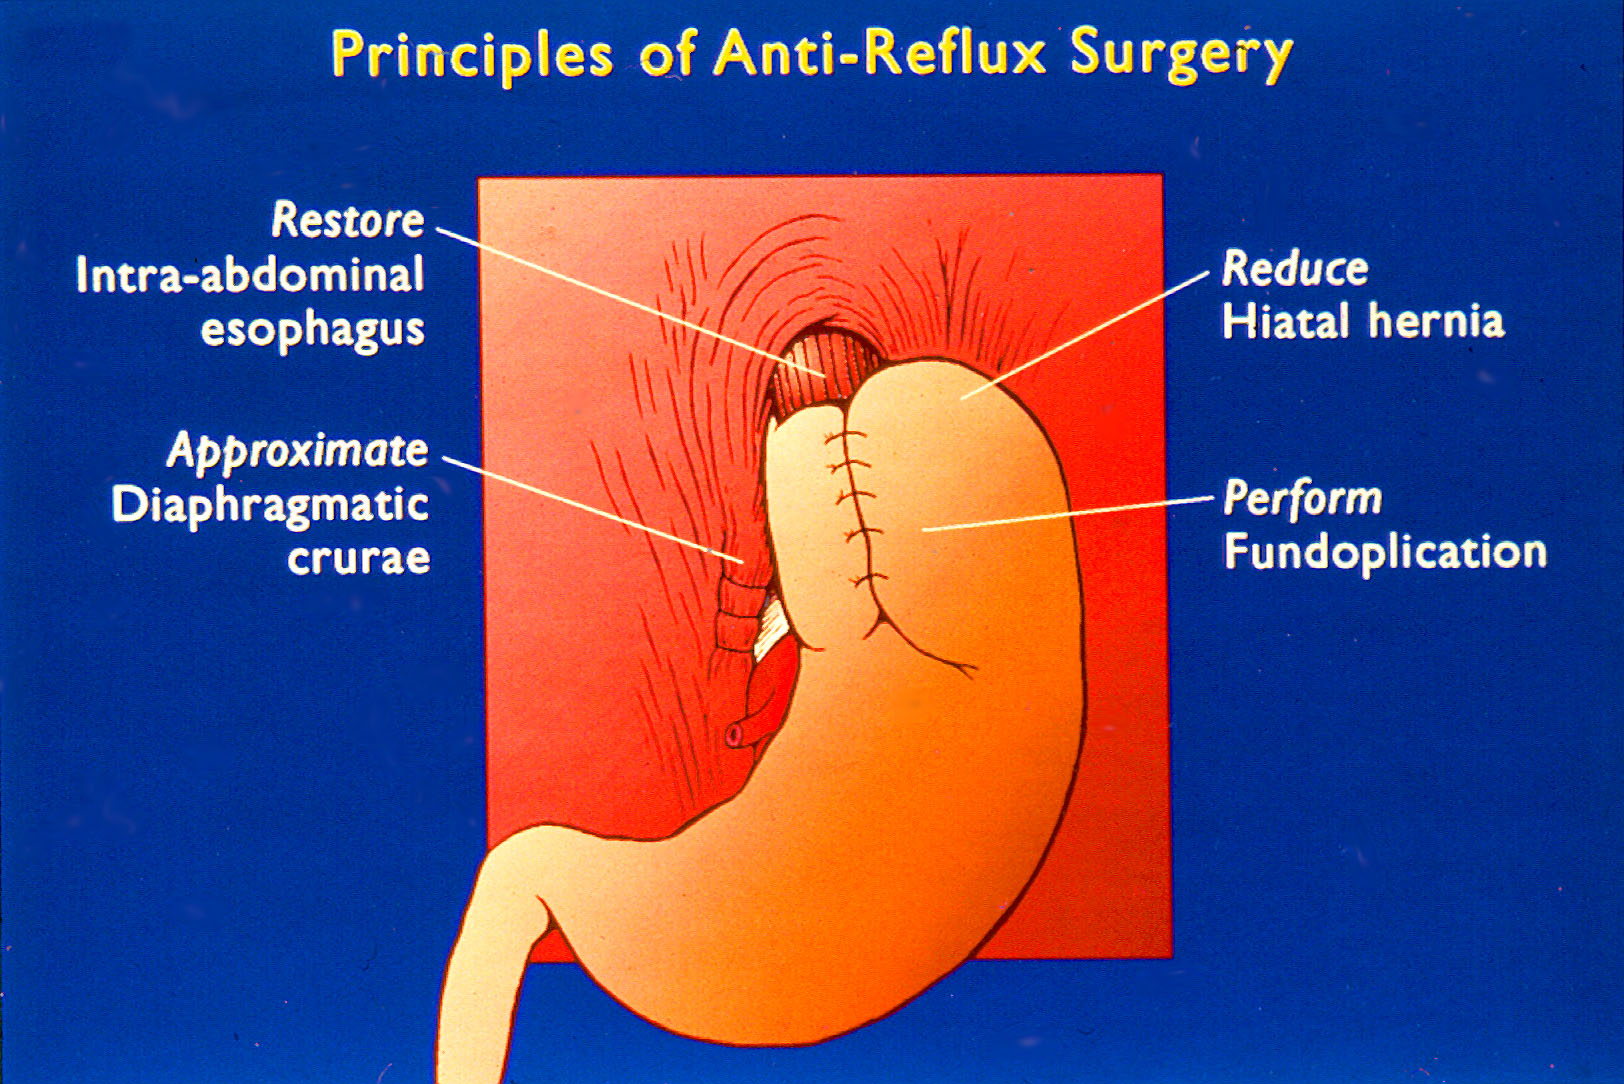 Principles of Anti-Reflux Surgery
Restore
Intra-abdominal
esophagus
Approximate
Diaphragmatic
crurae
Reduce
Hiatal hernia
Perform
Fundoplication